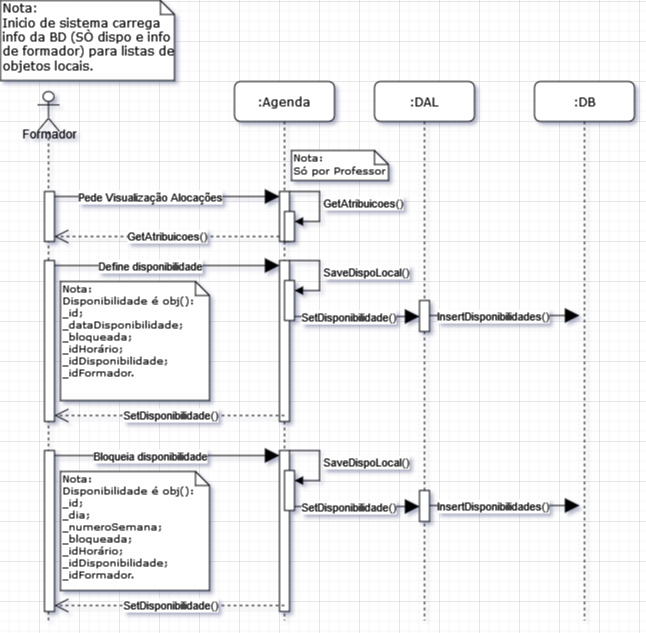 Nota:
Inicio de sistema carrega
info da BD (SÒ dispo e info
de formador) para listas de
objetos locais.
Formador
:Agenda
:DAL
:DB
Nota:
Só por Professor
Pede Visualização Alocações
GetAtribuicoes()
GetAtribuicoes()
Define disponibilidade
SaveDispoLocal()
Nota:
Disponibilidade é obj():
_id;
_dataDisponibilidade;
_bloqueada;
_idHorário;
_idDisponibilidade;
_idFormador.
SetDisponibilidade()
InsertDisponibilidades()
SetDisponibilidade()
Bloqueia disponibilidade
SaveDispoLocal()
Nota:
Disponibilidade é obj():
_id;
_dia;
_numeroSemana;
_bloqueada;
_idHorário;
_idDisponibilidade;
_idFormador.
SetDisponibilidade()
InsertDisponibilidades()
SetDisponibilidade()